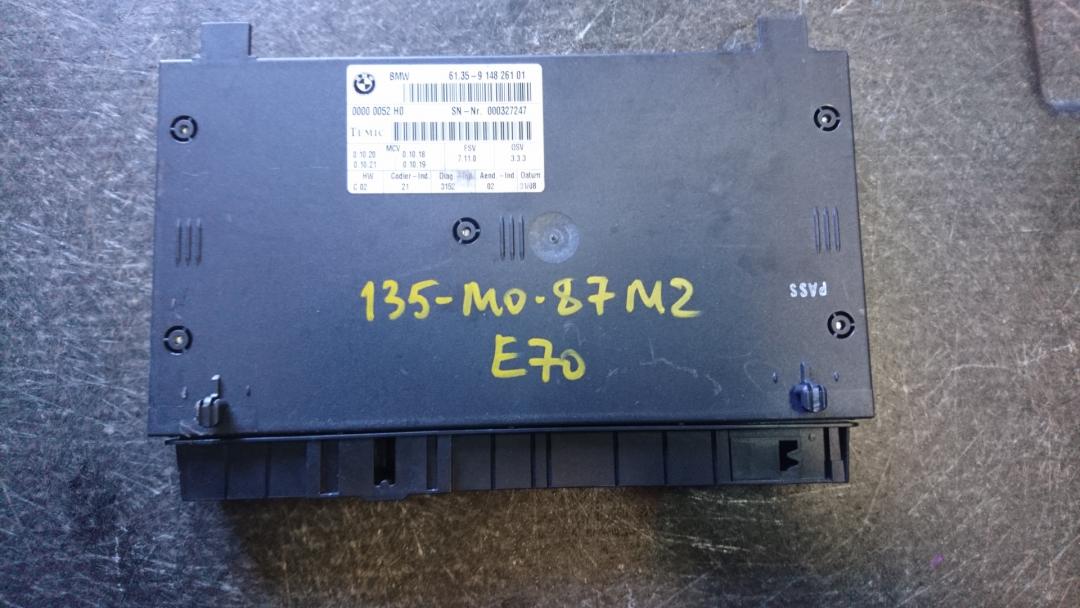 BMW 61.35-9 148 261 01
0000 0052 H0 SN-Nr. 000327247
TEMIC
MCV FSV OSV
0.10.20 0.10.18 7.11.0 3.3.3
0.10.21 0.10.19
HW Codier-Ind. Diag Aend-Ind Datum
C 02 21 3152 02 31/08
PASS
135-MO-87M2
E70